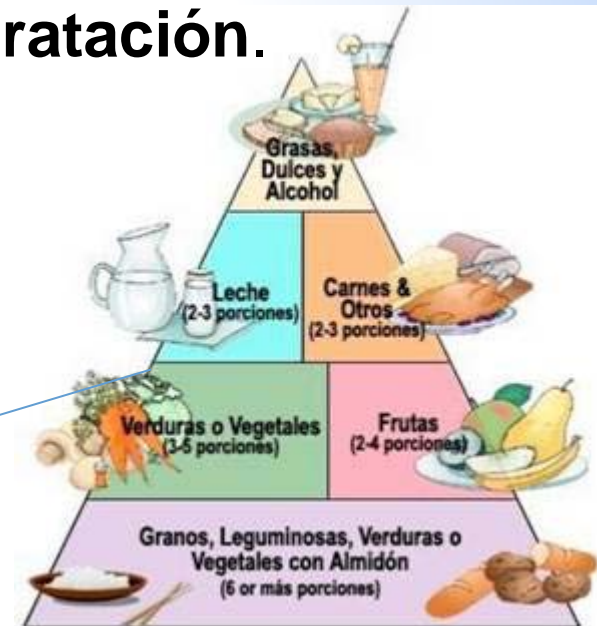 ratación.
Grasas,
Dulces y
Alcohol
Leche
(2-3 porciones)
Carnes &
Otros
(2-3 porciones)
Verduras o Vegetales
(3-5 porciones)
Frutas
(2-4 porciones)
Granos, Leguminosas, Verduras o
Vegetales con Almidón
(6 or más porciones)